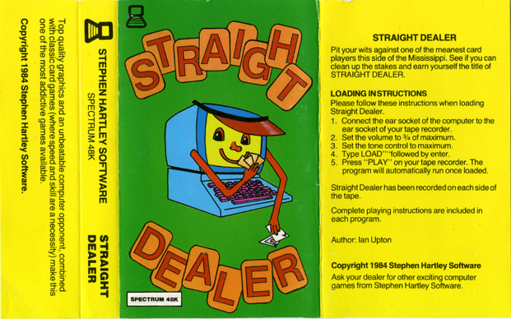 Top quality graphics and an unbeatable computer opponent, combined
with classic card games (where speed and skill are a necessity) make this
one of the most addictive games available.
Copyright 1984 Stephen Hartley Software.
STEPHEN HARTLEY SOFTWARE
SPECTRUM 48K
STRAIGHT
DEALER
STRAIGHT
DEALER
SPECTRUM 48K
STRAIGHT DEALER
Pit your wits against one of the meanest card
players this side of the Mississippi. See if you can
clean up the stakes and earn yourself the title of
STRAIGHT DEALER.
LOADING INSTRUCTIONS
Please follow these instructions when loading
Straight Dealer.
1. Connect the ear socket of the computer to the
ear socket of your tape recorder.
2. Set the volume to ¾ of maximum.
3. Set the tone control to maximum.
4. Type LOAD""followed by enter.
5. Press "PLAY" on your tape recorder. The
program will automatically run once loaded.
Straight Dealer has been recorded on each side of
the tape.
Complete playing instructions are included in
each program.
Author: Ian Upton
Copyright 1984 Stephen Hartley Software
Ask your dealer for other exciting computer
games from Stephen Hartley Software.